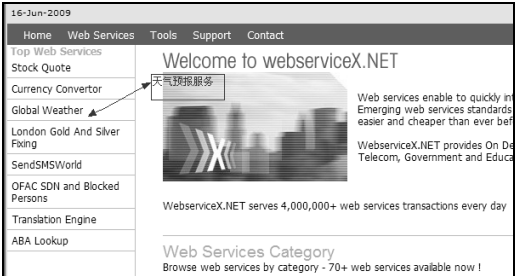 16-Jun-2009
Home Web Services Tools Support Contact
Top Web Services
Stock Quote
Currency Convertor
Global Weather
London Gold And Silver
Fixing
SendSMSWorld
OFAC SDN and Blocked
Persons
Translation Engine
ABA Lookup
Welcome to webserviceX.NET
天气预报服务
X
Web services enable to quickly int
Emerging web services standards
easier and cheaper than ever bef
WebserviceX.NET provides On De
Telecom, Government and Educa
WebserviceX.NET serves 4,000,000+ web services transactions every day
Web Services Category
Browse web services by category - 70+ web services available now !